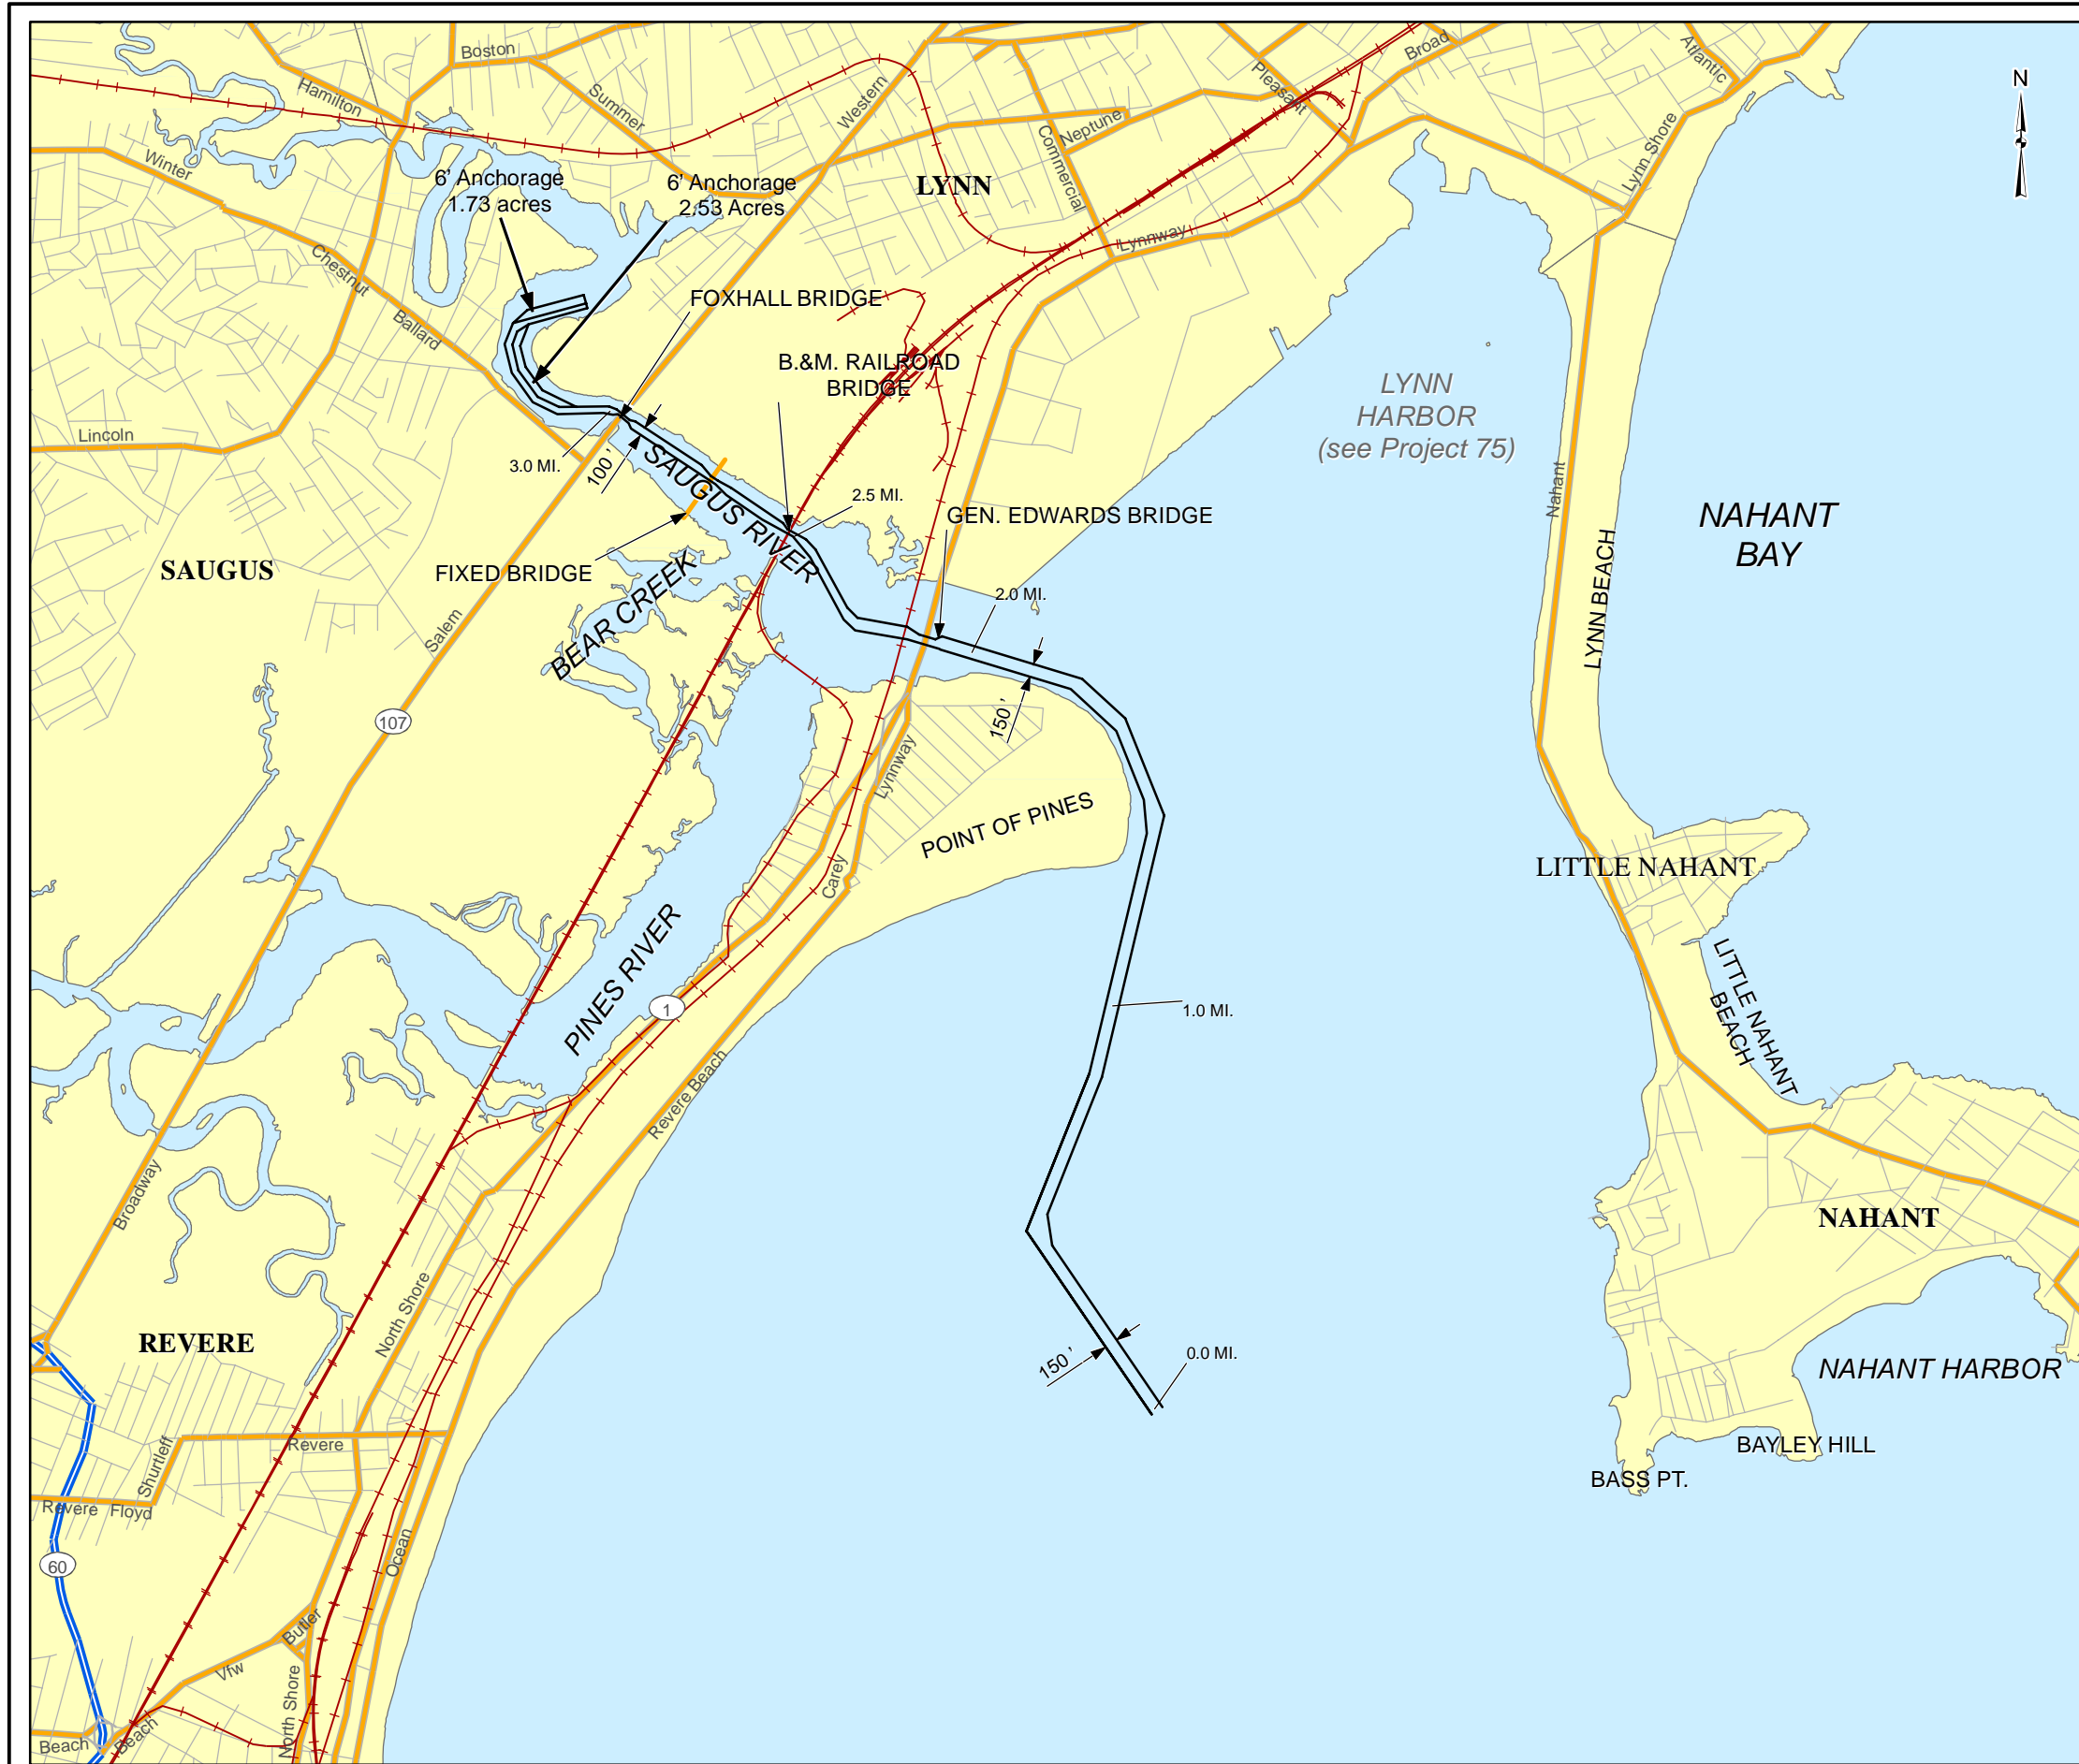 Boston
Hamilton
Summer
Western
Pleasant
Broad
Atlantic
N
Winter
6' Anchorage
1.73 acres
6' Anchorage
2.53 Acres
LYNN
Commercial
Neptune
Lynn Shore
Lynnway
Chestnut
Ballard
FOXHALL BRIDGE
B.&M. RAILROAD
BRIDGE
LYNN
HARBOR
(see Project 75)
Lincoln
3.0 MI.
100'
SAUGUS RIVER
2.5 MI.
GEN. EDWARDS BRIDGE
Nahant
NAHANT
BAY
LYNN BEACH
SAUGUS
FIXED BRIDGE
BEAR CREEK
2.0 MI.
Salem
107
150'
Lynnway
POINT OF PINES
Carey
LITTLE NAHANT
PINES RIVER
1
1.0 MI.
LITTLE NAHANT
BEACH
Revere Beach
Broadway
NAHANT
North Shore
REVERE
150'
0.0 MI.
NAHANT HARBOR
Revere
Shurtleff
BAYLEY HILL
BASS PT.
Revere
Floyd
Ocean
60
Butler
Vfw
North Shore
Beach
Beach